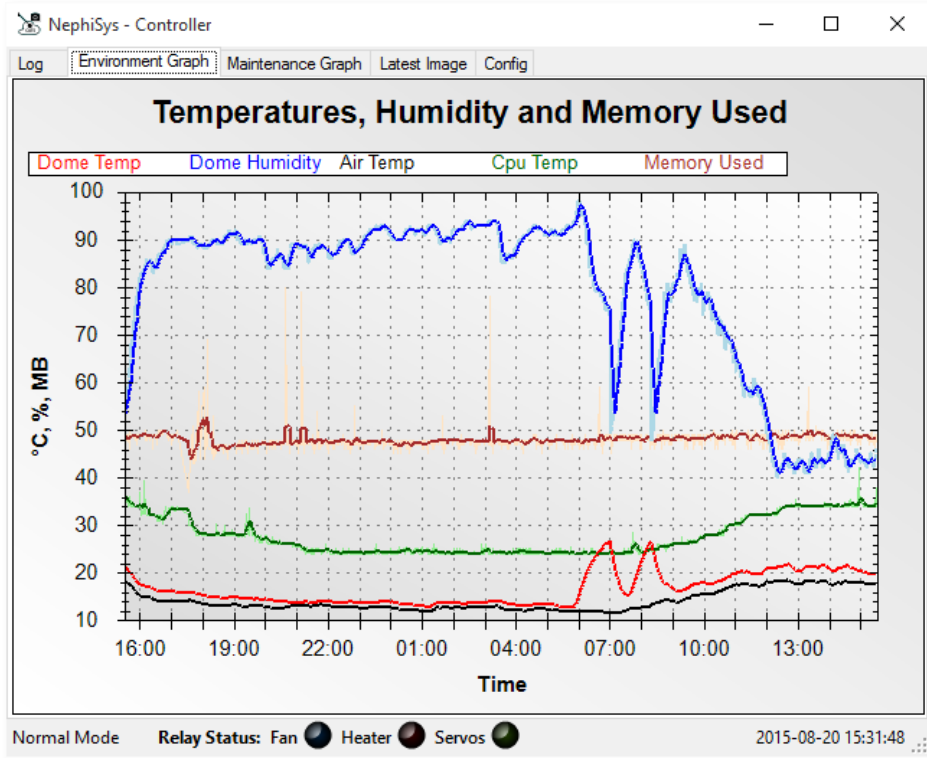 NephiSys - Controller
Log Environment Graph Maintenance Graph Latest Image Config
Temperatures, Humidity and Memory Used
Dome Temp Dome Humidity Air Temp Cpu Temp Memory Used
100
90
80
70
60
50
40
30
20
10
°C, %, MB
16:00 19:00 22:00 01:00 04:00 07:00 10:00 13:00
Time
Normal Mode Relay Status: Fan Heater Servos 2015-08-20 15:31:48